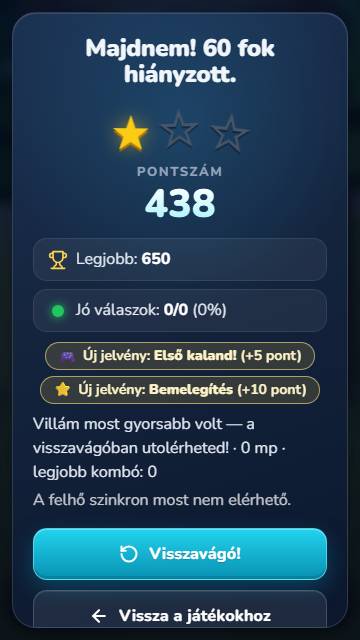 Majdnem! 60 fok
hiányzott.
PONTSZÁM
438
Legjobb: 650
Jó válaszok: 0/0 (0%)
Új jelvény: Első kaland! (+5 pont)
Új jelvény: Bemelegítés (+10 pont)
Villám most gyorsabb volt — a
visszavágóban utolérheted! · 0 mp ·
legjobb kombó: 0
A felhő szinkron most nem elérhető.
Visszavágó!
Vissza a játékokhoz